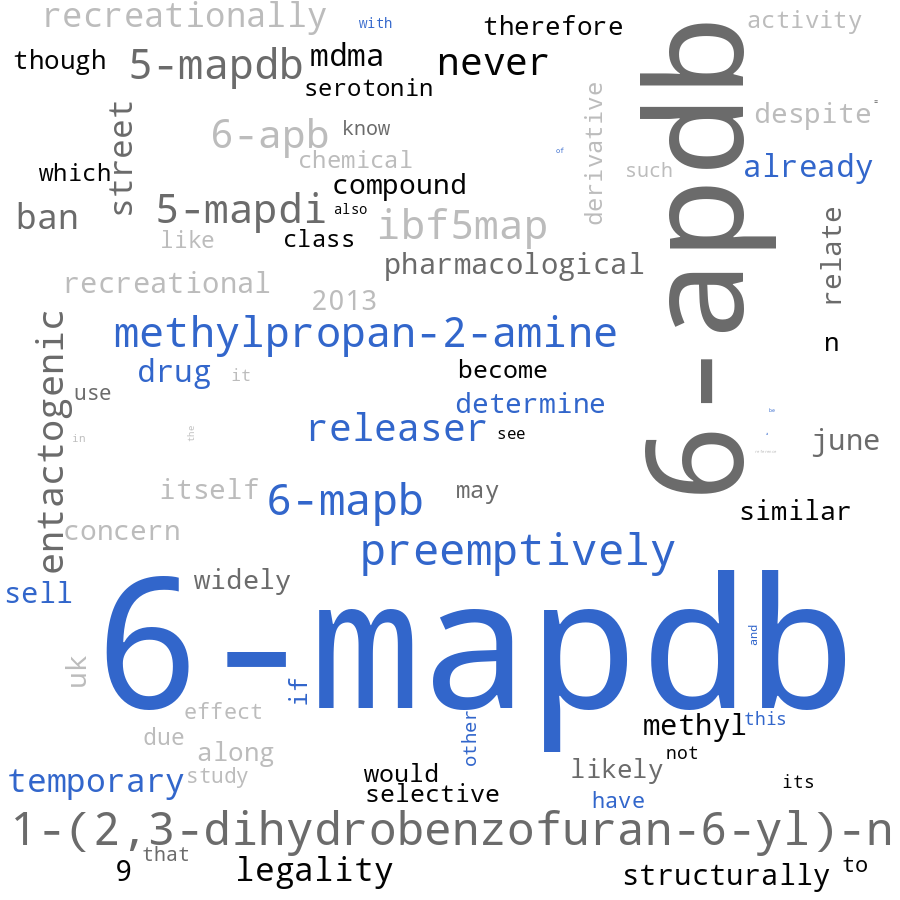 recreationally
with
therefore
activity
though
5-mapdb
mdma
never
6-apdb
serotonin
street
6-apb
know
derivative
despite
chemical
of
such
already
which
compound
ban
5-mapdi
also
ibf5map
relate
like
class
pharmacological
recreational
2013
entactogenic
methylpropan-2-amine
n
drug
it
become
use
determine
be
releaser
see
in
the
june
itself
6-mapb
may
similar
concern
preemptively
sell
widely
6-mapdb
and
uk
if
effect
other
methyl
this
due
along
not
temporary
study
would
likely
its
selective
have
1-(2,3-dihydrobenzofuran-6-yl)-n
that
9
legality
structurally
to